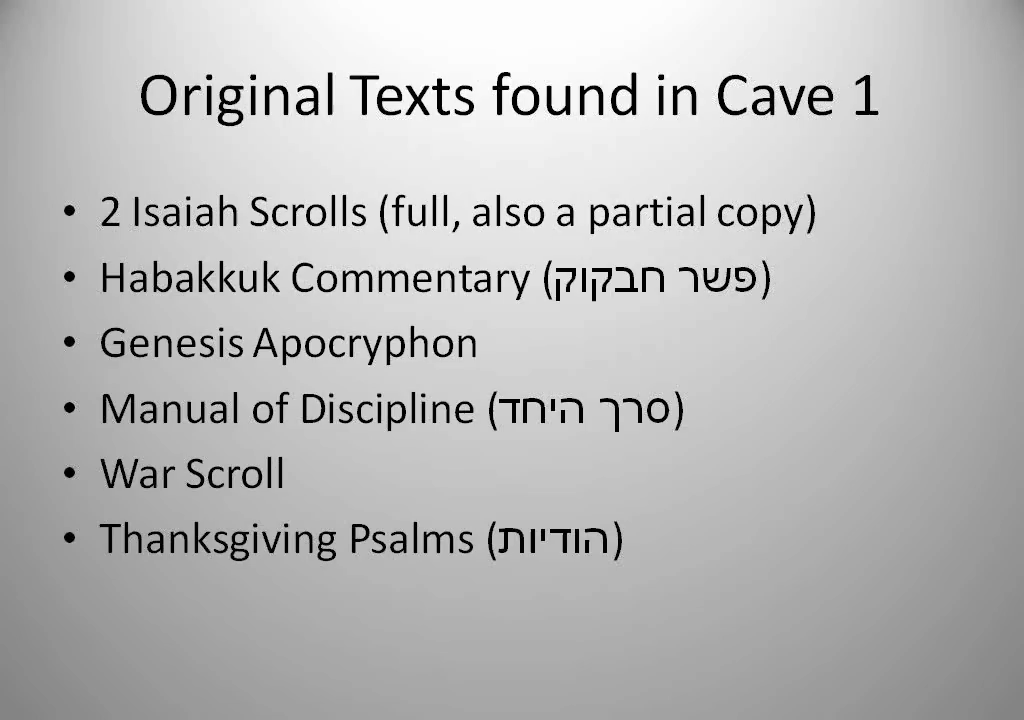 Original Texts found in Cave 1
• 2 Isaiah Scrolls (full, also a partial copy)
• Habakkuk Commentary (פשר חבקוק)
• Genesis Apocryphon
• Manual of Discipline (סרך היחד)
• War Scroll
• Thanksgiving Psalms (הודיות)